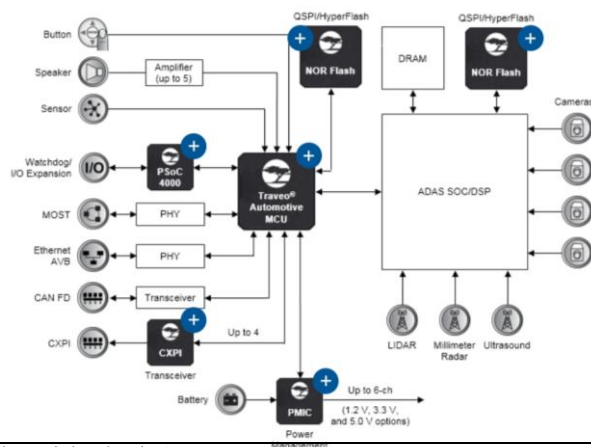 QSPI/HyperFlash
QSPI/HyperFlash
Button
NOR Flash
DRAM
NOR Flash
Speaker
Amplifier
(up to 5)
Cameras
Sensor
Watchdog/
I/O Expansion
I/O
PSoC
4000
Traveo®
Automotive
MCU
ADAS SOC/DSP
MOST
PHY
Ethernet
AVB
PHY
CAN FD
Transceiver
CXPI
CXPI
Up to 4
Transceiver
LIDAR
Millimeter
Radar
Ultrasound
Battery
PMIC
Up to 6-ch
(1.2 V, 3.3 V,
and 5.0 V options)
Power
Management